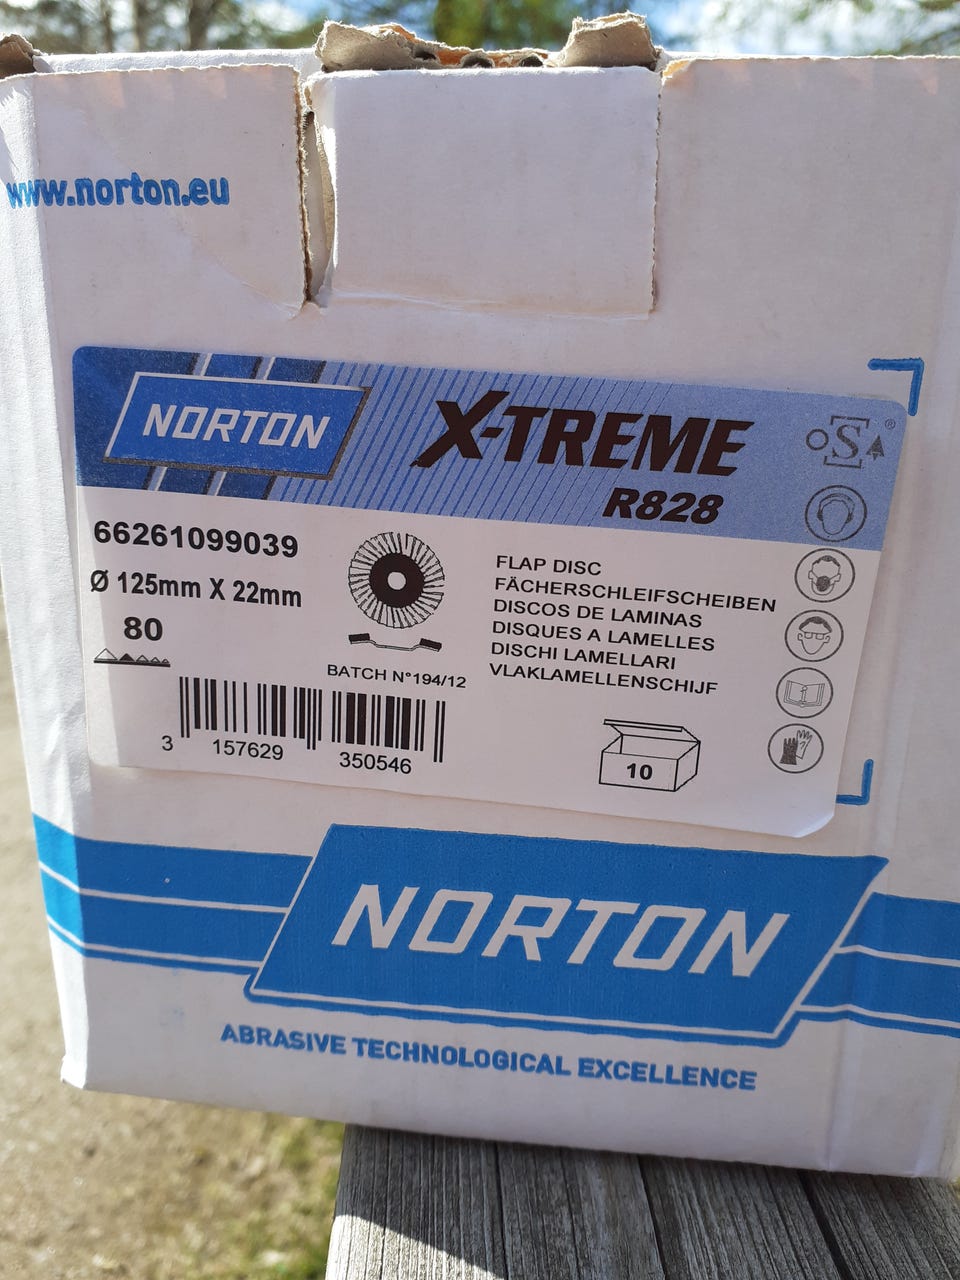 www.norton.eu
NORTON
X-TREME
R828
oSA®
66261099039
Ø 125mm X 22mm
80
BATCH N°194/12
FLAP DISC
FÄCHERSCHLEIFSCHEIBEN
DISCOS DE LAMINAS
DISQUES A LAMELLES
DISCHI LAMELLARI
VLAKLAMELLENSCHIJF
3 157629 350546
10
NORTON
ABRASIVE TECHNOLOGICAL EXCELLENCE